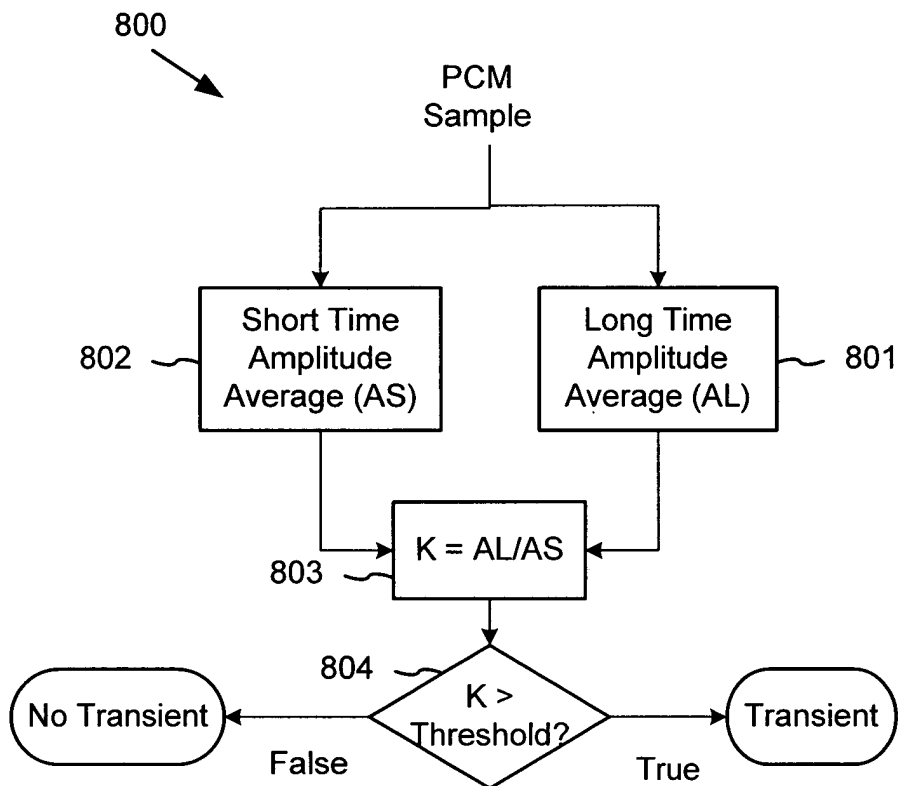 800
PCM
Sample
802
Short Time
Amplitude
Average (AS)
Long Time
Amplitude
Average (AL)
801
K = AL/AS
803
804
K >
Threshold?
No Transient
False
True
Transient